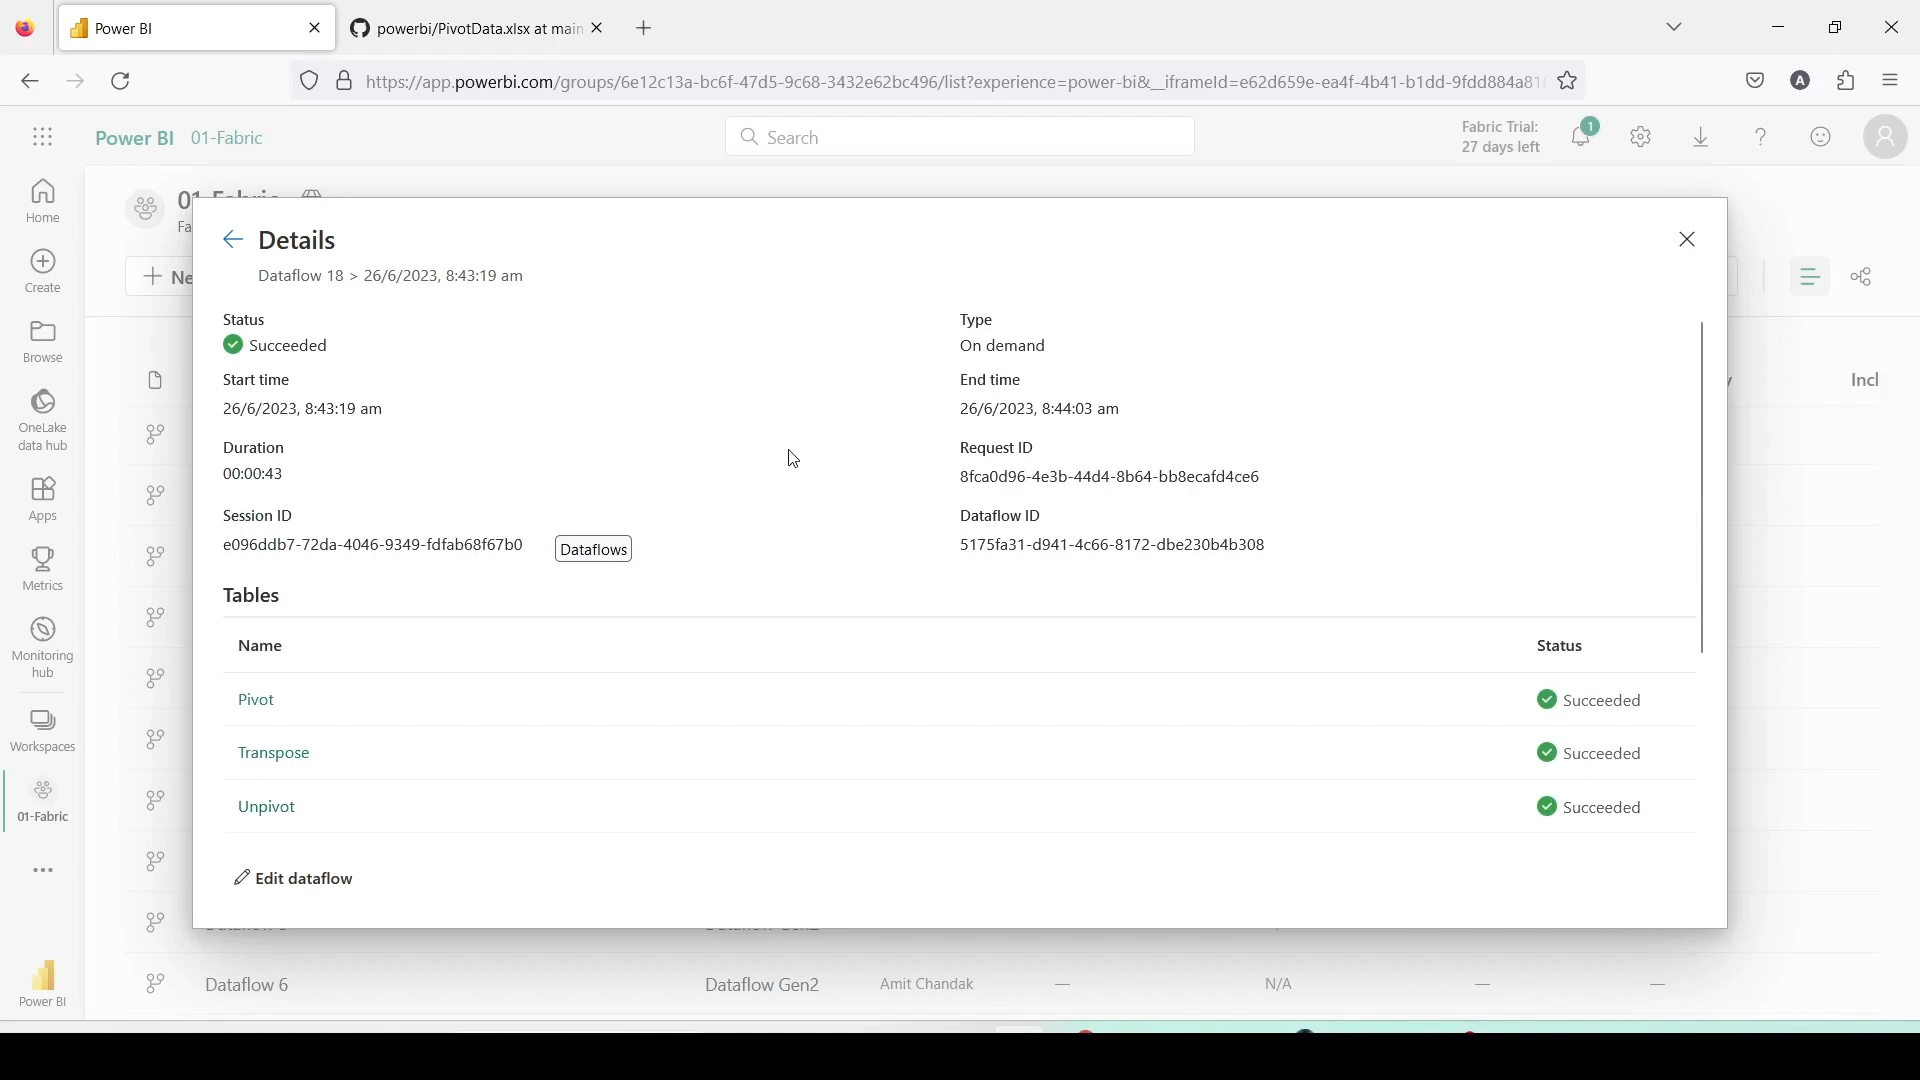 Power BI
powerbi/PivotData.xlsx at main
https://app.powerbi.com/groups/6e12c13a-bc6f-47d5-9c68-3432e62bc496/list?experience=power-bi&__iframeId=e62d659e-ea4f-4b41-b1dd-9fdd884a81
A
Power BI 01-Fabric
Search
Fabric Trial:
27 days left
1
Home
Create
Browse
OneLake
data hub
Apps
Metrics
Monitoring
hub
Workspaces
01-Fabric
Power BI
01-Fabric
Fa
Ne
Incl
Details
Dataflow 18 > 26/6/2023, 8:43:19 am
Status
Succeeded
Type
On demand
Start time
26/6/2023, 8:43:19 am
End time
26/6/2023, 8:44:03 am
Duration
00:00:43
Request ID
8fca0d96-4e3b-44d4-8b64-bb8ecafd4ce6
Session ID
e096ddb7-72da-4046-9349-fdfab68f67b0
Dataflows
Dataflow ID
5175fa31-d941-4c66-8172-dbe230b4b308
Tables
Name Status
Pivot Succeeded
Transpose Succeeded
Unpivot Succeeded
Edit dataflow
Dataflow 6 Dataflow Gen2 Amit Chandak — N/A — —